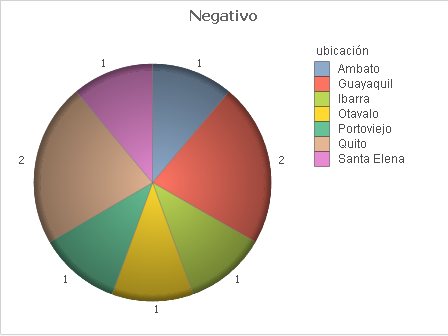 Negativo
ubicación
Ambato
Guayaquil
Ibarra
Otavalo
Portoviejo
Quito
Santa Elena
1
1
2
2
1
1
1